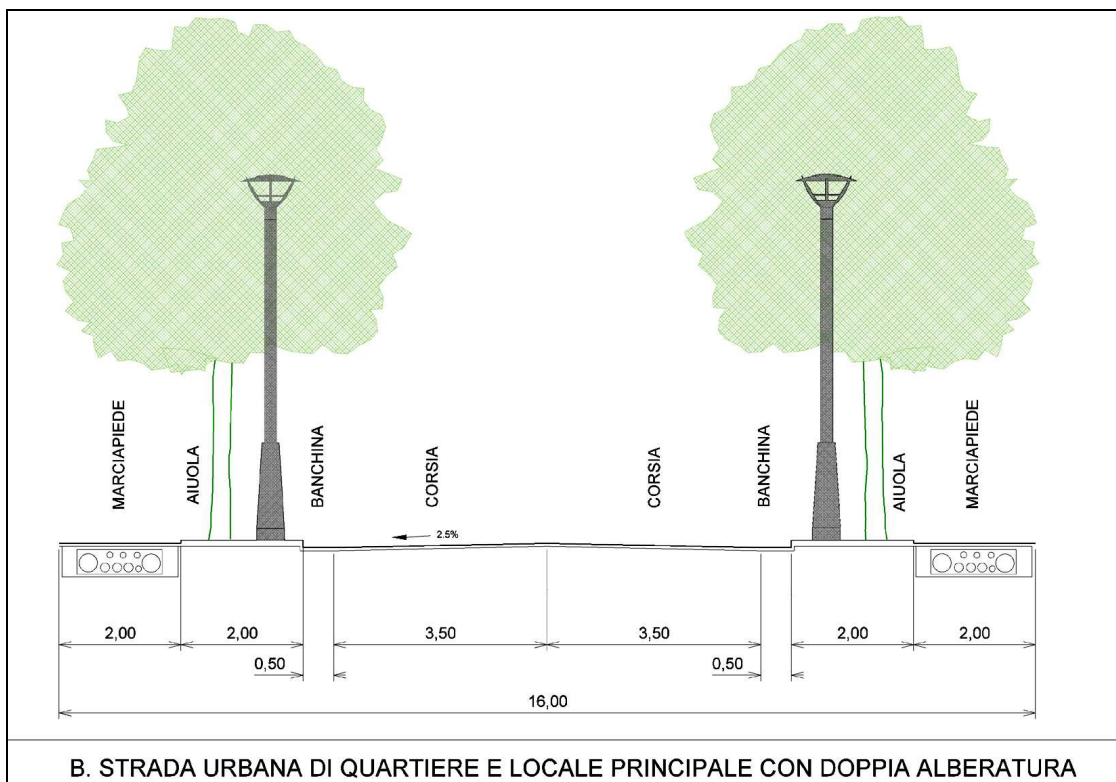 MARCIAPIEDE
AIUOLA
BANCHINA
CORSIA
CORSIA
BANCHINA
AIUOLA
MARCIAPIEDE
2.5%
2,00
2,00
3,50
3,50
2,00
2,00
0,50
0,50
16,00
B. STRADA URBANA DI QUARTIERE E LOCALE PRINCIPALE CON DOPPIA ALBERATURA